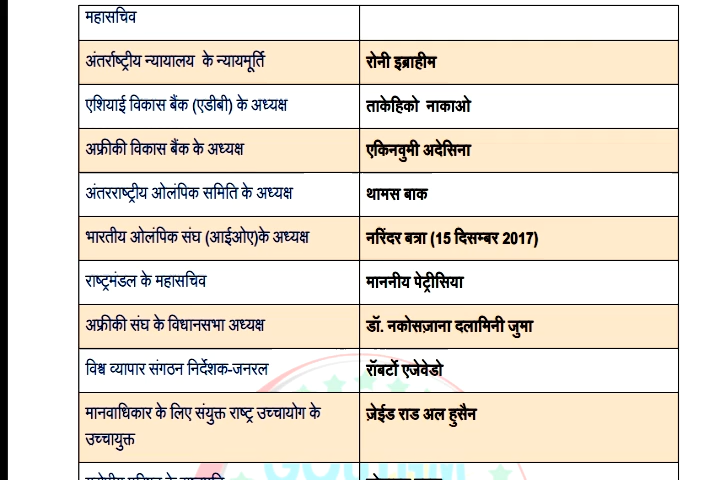 महासचिव
अंतर्राष्ट्रीय न्यायालय के न्यायमूर्ति रोनी इब्राहीम
एशियाई विकास बैंक (एडीबी) के अध्यक्ष ताकेहिको नाकाओ
अफ्रीकी विकास बैंक के अध्यक्ष एकिनवुमी अदेसिना
अंतरराष्ट्रीय ओलंपिक समिति के अध्यक्ष थामस बाक
भारतीय ओलंपिक संघ (आईओए)के अध्यक्ष नरिंदर बत्रा (15 दिसम्बर 2017)
राष्ट्रमंडल के महासचिव माननीय पेट्रीसिया
अफ्रीकी संघ के विधानसभा अध्यक्ष डॉ. नकोसज़ाना दलामिनी जुमा
विश्व व्यापार संगठन निर्देशक-जनरल रॉबर्टो एजेवेडो
मानवाधिकार के लिए संयुक्त राष्ट्र उच्चायोग के ज़ेईड राड अल हुसैन
उच्चायुक्त